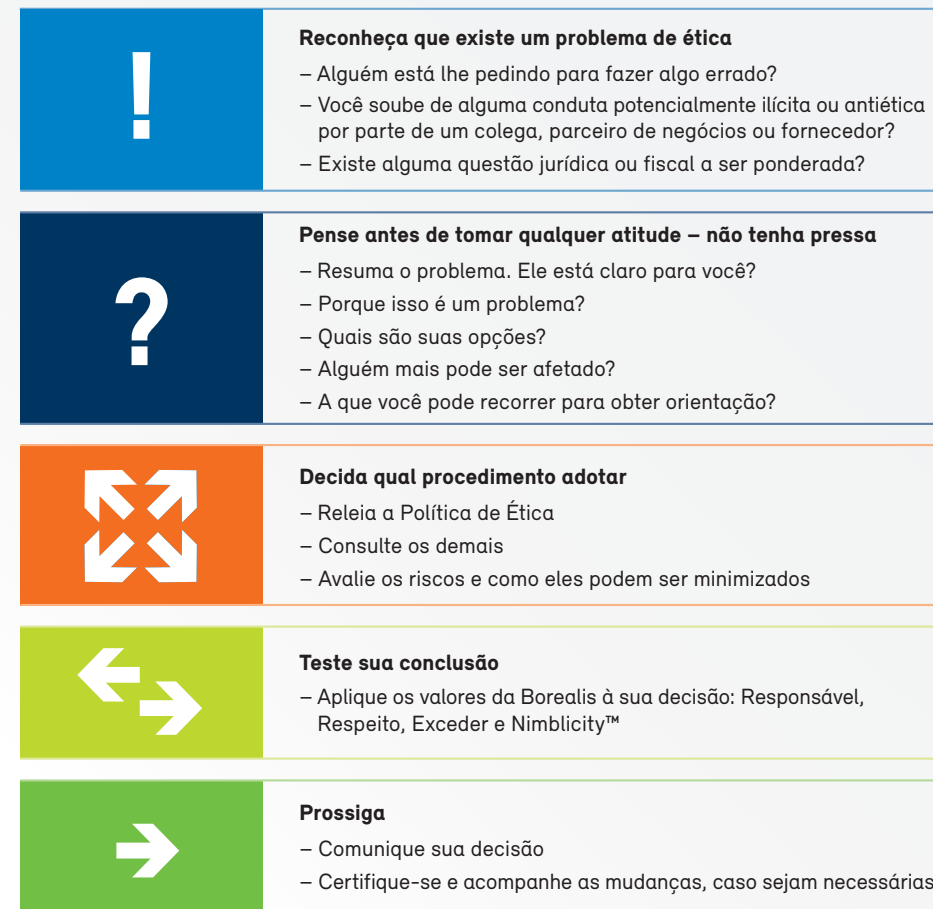 !
Reconheça que existe um problema de ética
– Alguém está lhe pedindo para fazer algo errado?
– Você soube de alguma conduta potencialmente ilícita ou antiética
por parte de um colega, parceiro de negócios ou fornecedor?
– Existe alguma questão jurídica ou fiscal a ser ponderada?
?
Pense antes de tomar qualquer atitude – não tenha pressa
– Resuma o problema. Ele está claro para você?
– Porque isso é um problema?
– Quais são suas opções?
– Alguém mais pode ser afetado?
– A que você pode recorrer para obter orientação?
Decida qual procedimento adotar
– Releia a Política de Ética
– Consulte os demais
– Avalie os riscos e como eles podem ser minimizados
Teste sua conclusão
– Aplique os valores da Borealis à sua decisão: Responsável,
Respeito, Exceder e Nimblicity™
Prossiga
– Comunique sua decisão
– Certifique-se e acompanhe as mudanças, caso sejam necessárias